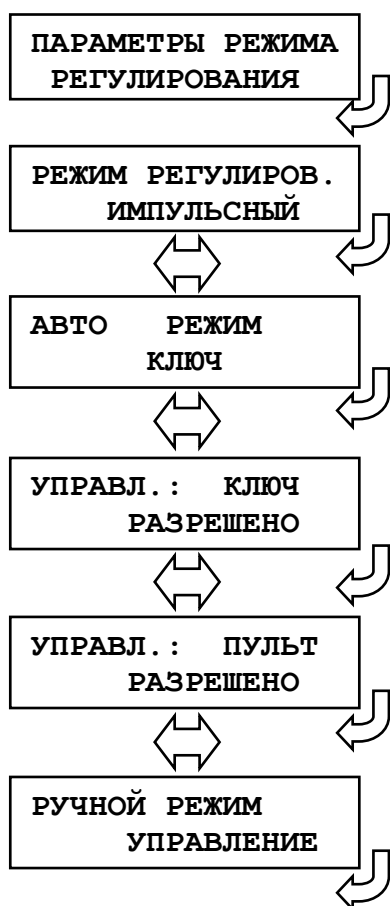 ПАРАМЕТРЫ РЕЖИМА
РЕГУЛИРОВАНИЯ
РЕЖИМ РЕГУЛИРОВ.
ИМПУЛЬСНЫЙ
АВТО РЕЖИМ
КЛЮЧ
УПРАВЛ.: КЛЮЧ
РАЗРЕШЕНО
УПРАВЛ.: ПУЛЬТ
РАЗРЕШЕНО
РУЧНОЙ РЕЖИМ
УПРАВЛЕНИЕ